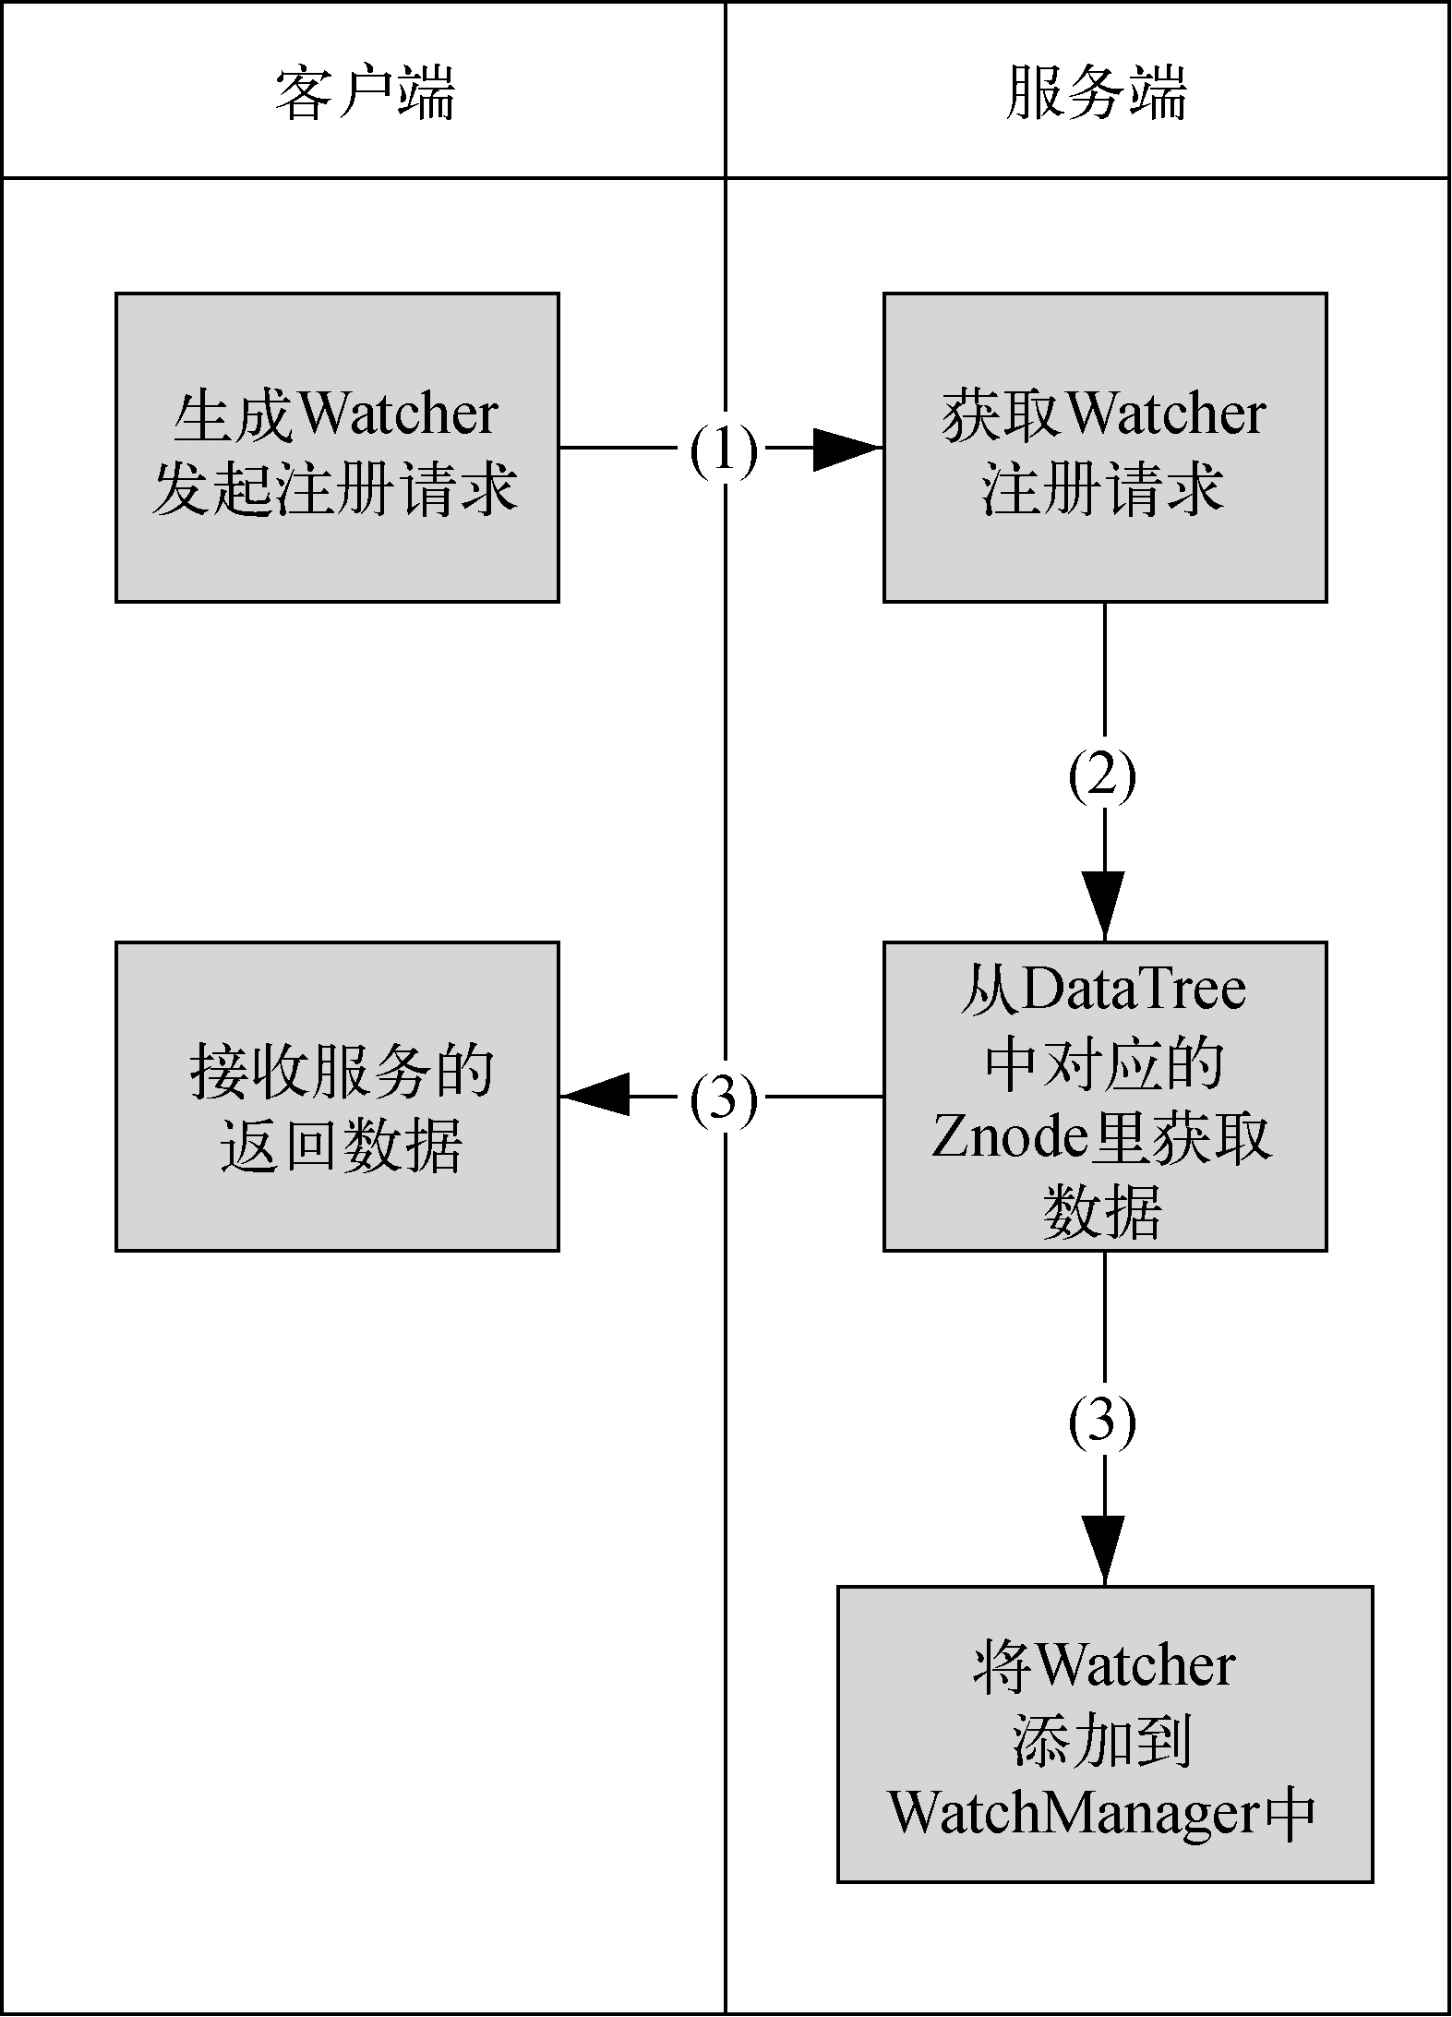 客户端
服务端
生成Watcher
发起注册请求
(1)
获取Watcher
注册请求
(2)
从DataTree
中对应的
Znode里获取
数据
(3)
接收服务的
返回数据
(3)
将Watcher
添加到
WatchManager中